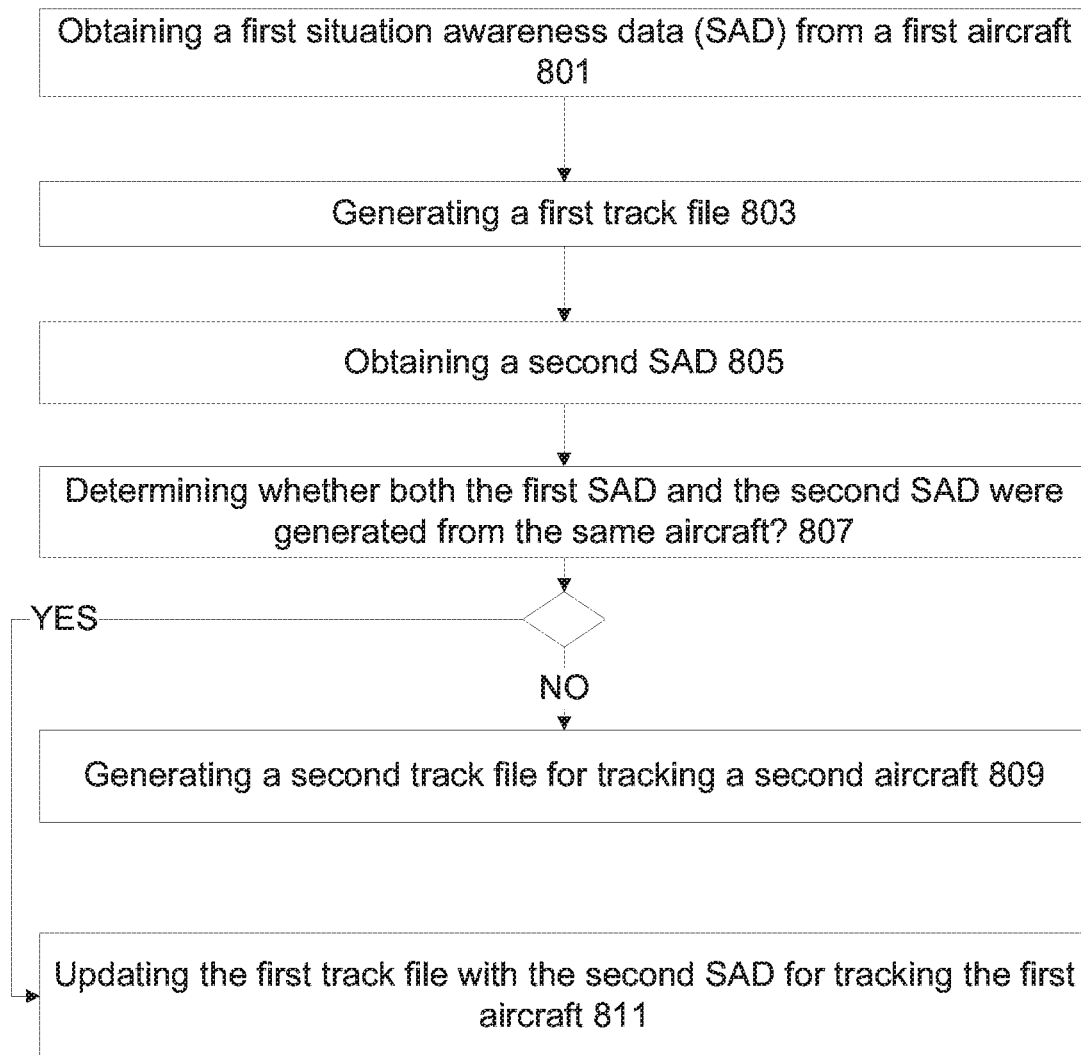 Obtaining a first situation awareness data (SAD) from a first aircraft
801
Generating a first track file 803
Obtaining a second SAD 805
Determining whether both the first SAD and the second SAD were
generated from the same aircraft? 807
YES
NO
Generating a second track file for tracking a second aircraft 809
Updating the first track file with the second SAD for tracking the first
aircraft 811